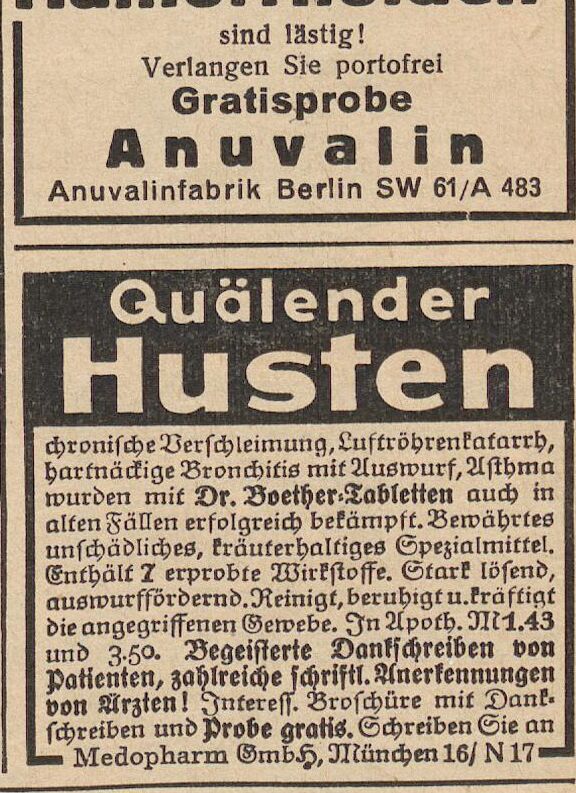 Hämorrhoiden
sind lästig!
Verlangen Sie portofrei
Gratisprobe
Anuvalin
Anuvalinfabrik Berlin SW 61/A 483
Quälender
Husten
chronische Verschleimung, Luftröhrenkatarrh,
hartnäckige Bronchitis mit Auswurf, Asthma
wurden mit Dr. Boether-Tabletten auch in
alten Fällen erfolgreich bekämpft. Bewährtes
unschädliches, kräuterhaltiges Spezialmittel.
Enthält 7 erprobte Wirkstoffe. Stark lösend,
auswurffördernd. Reinigt, beruhigt u. kräftigt
die angegriffenen Gewebe. In Apoth. M 1.43
und 3.50. Begeisterte Dankschreiben von
Patienten, zahlreiche schriftl. Anerkennungen
von Ärzten! Interess. Broschüre mit Dank-
schreiben und Probe gratis. Schreiben Sie an
Medopharm GmbH, München 16/ N 17